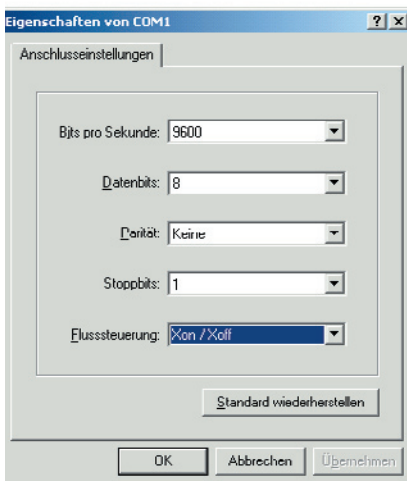 Eigenschaften von COM1
Anschlusseinstellungen
Bits pro Sekunde: 9600
Datenbits: 8
Parität: Keine
Stoppbits: 1
Flusssteuerung: Xon / Xoff
Standard wiederherstellen
OK Abbrechen Übernehmen